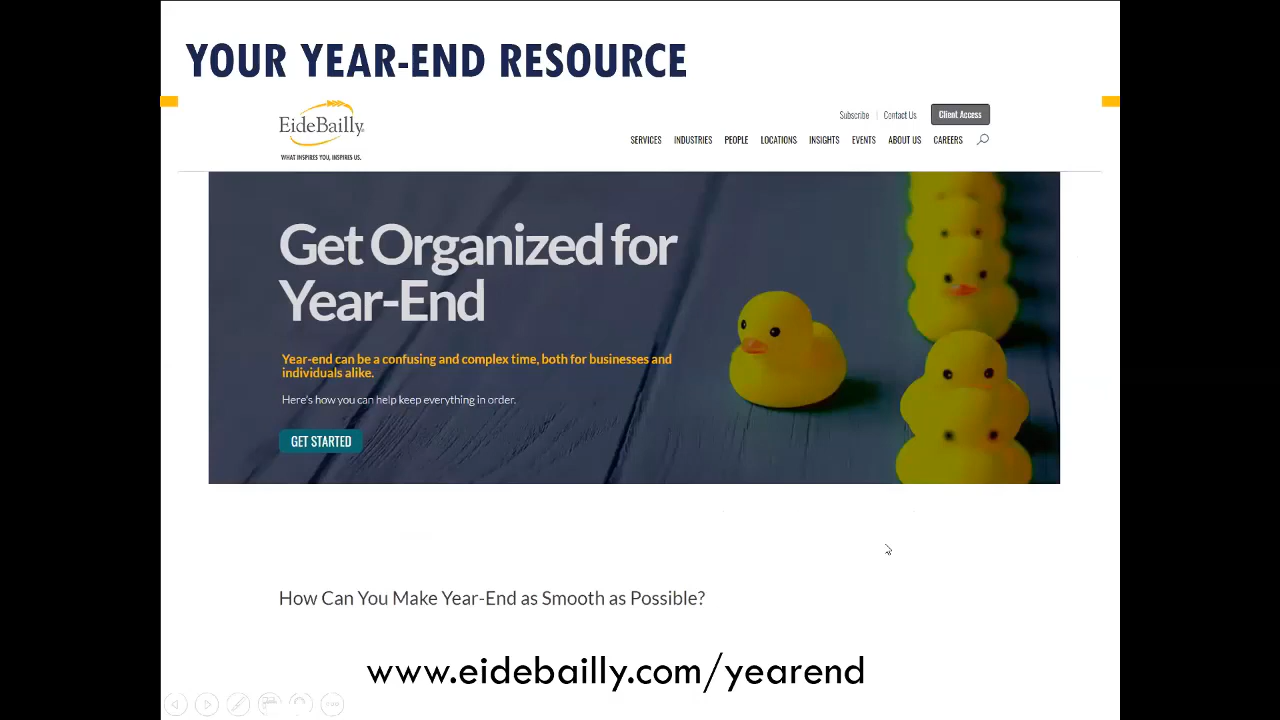 YOUR YEAR-END RESOURCE
EideBailly
WHAT INSPIRES YOU, INSPIRES US.
Subscribe | Contact Us
Client Access
SERVICES INDUSTRIES PEOPLE LOCATIONS INSIGHTS EVENTS ABOUT US CAREERS
Get Organized for
Year-End
Year-end can be a confusing and complex time, both for businesses and
individuals alike.
Here's how you can help keep everything in order.
GET STARTED
How Can You Make Year-End as Smooth as Possible?
www.eidebailly.com/yearend